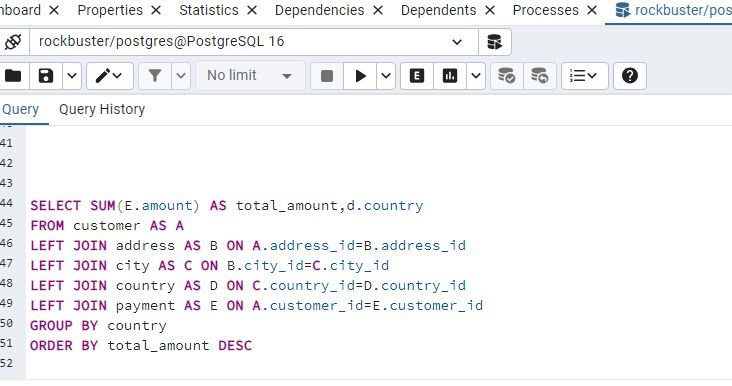 nboard Properties Statistics Dependencies Dependents Processes rockbuster/pos
rockbuster/postgres@PostgreSQL 16
No limit
E
Query Query History
41
42
43
44 SELECT SUM(E.amount) AS total_amount,d.country
45 FROM customer AS A
46 LEFT JOIN address AS B ON A.address_id=B.address_id
47 LEFT JOIN city AS C ON B.city_id=C.city_id
48 LEFT JOIN country AS D ON C.country_id=D.country_id
49 LEFT JOIN payment AS E ON A.customer_id=E.customer_id
50 GROUP BY country
51 ORDER BY total_amount DESC
52